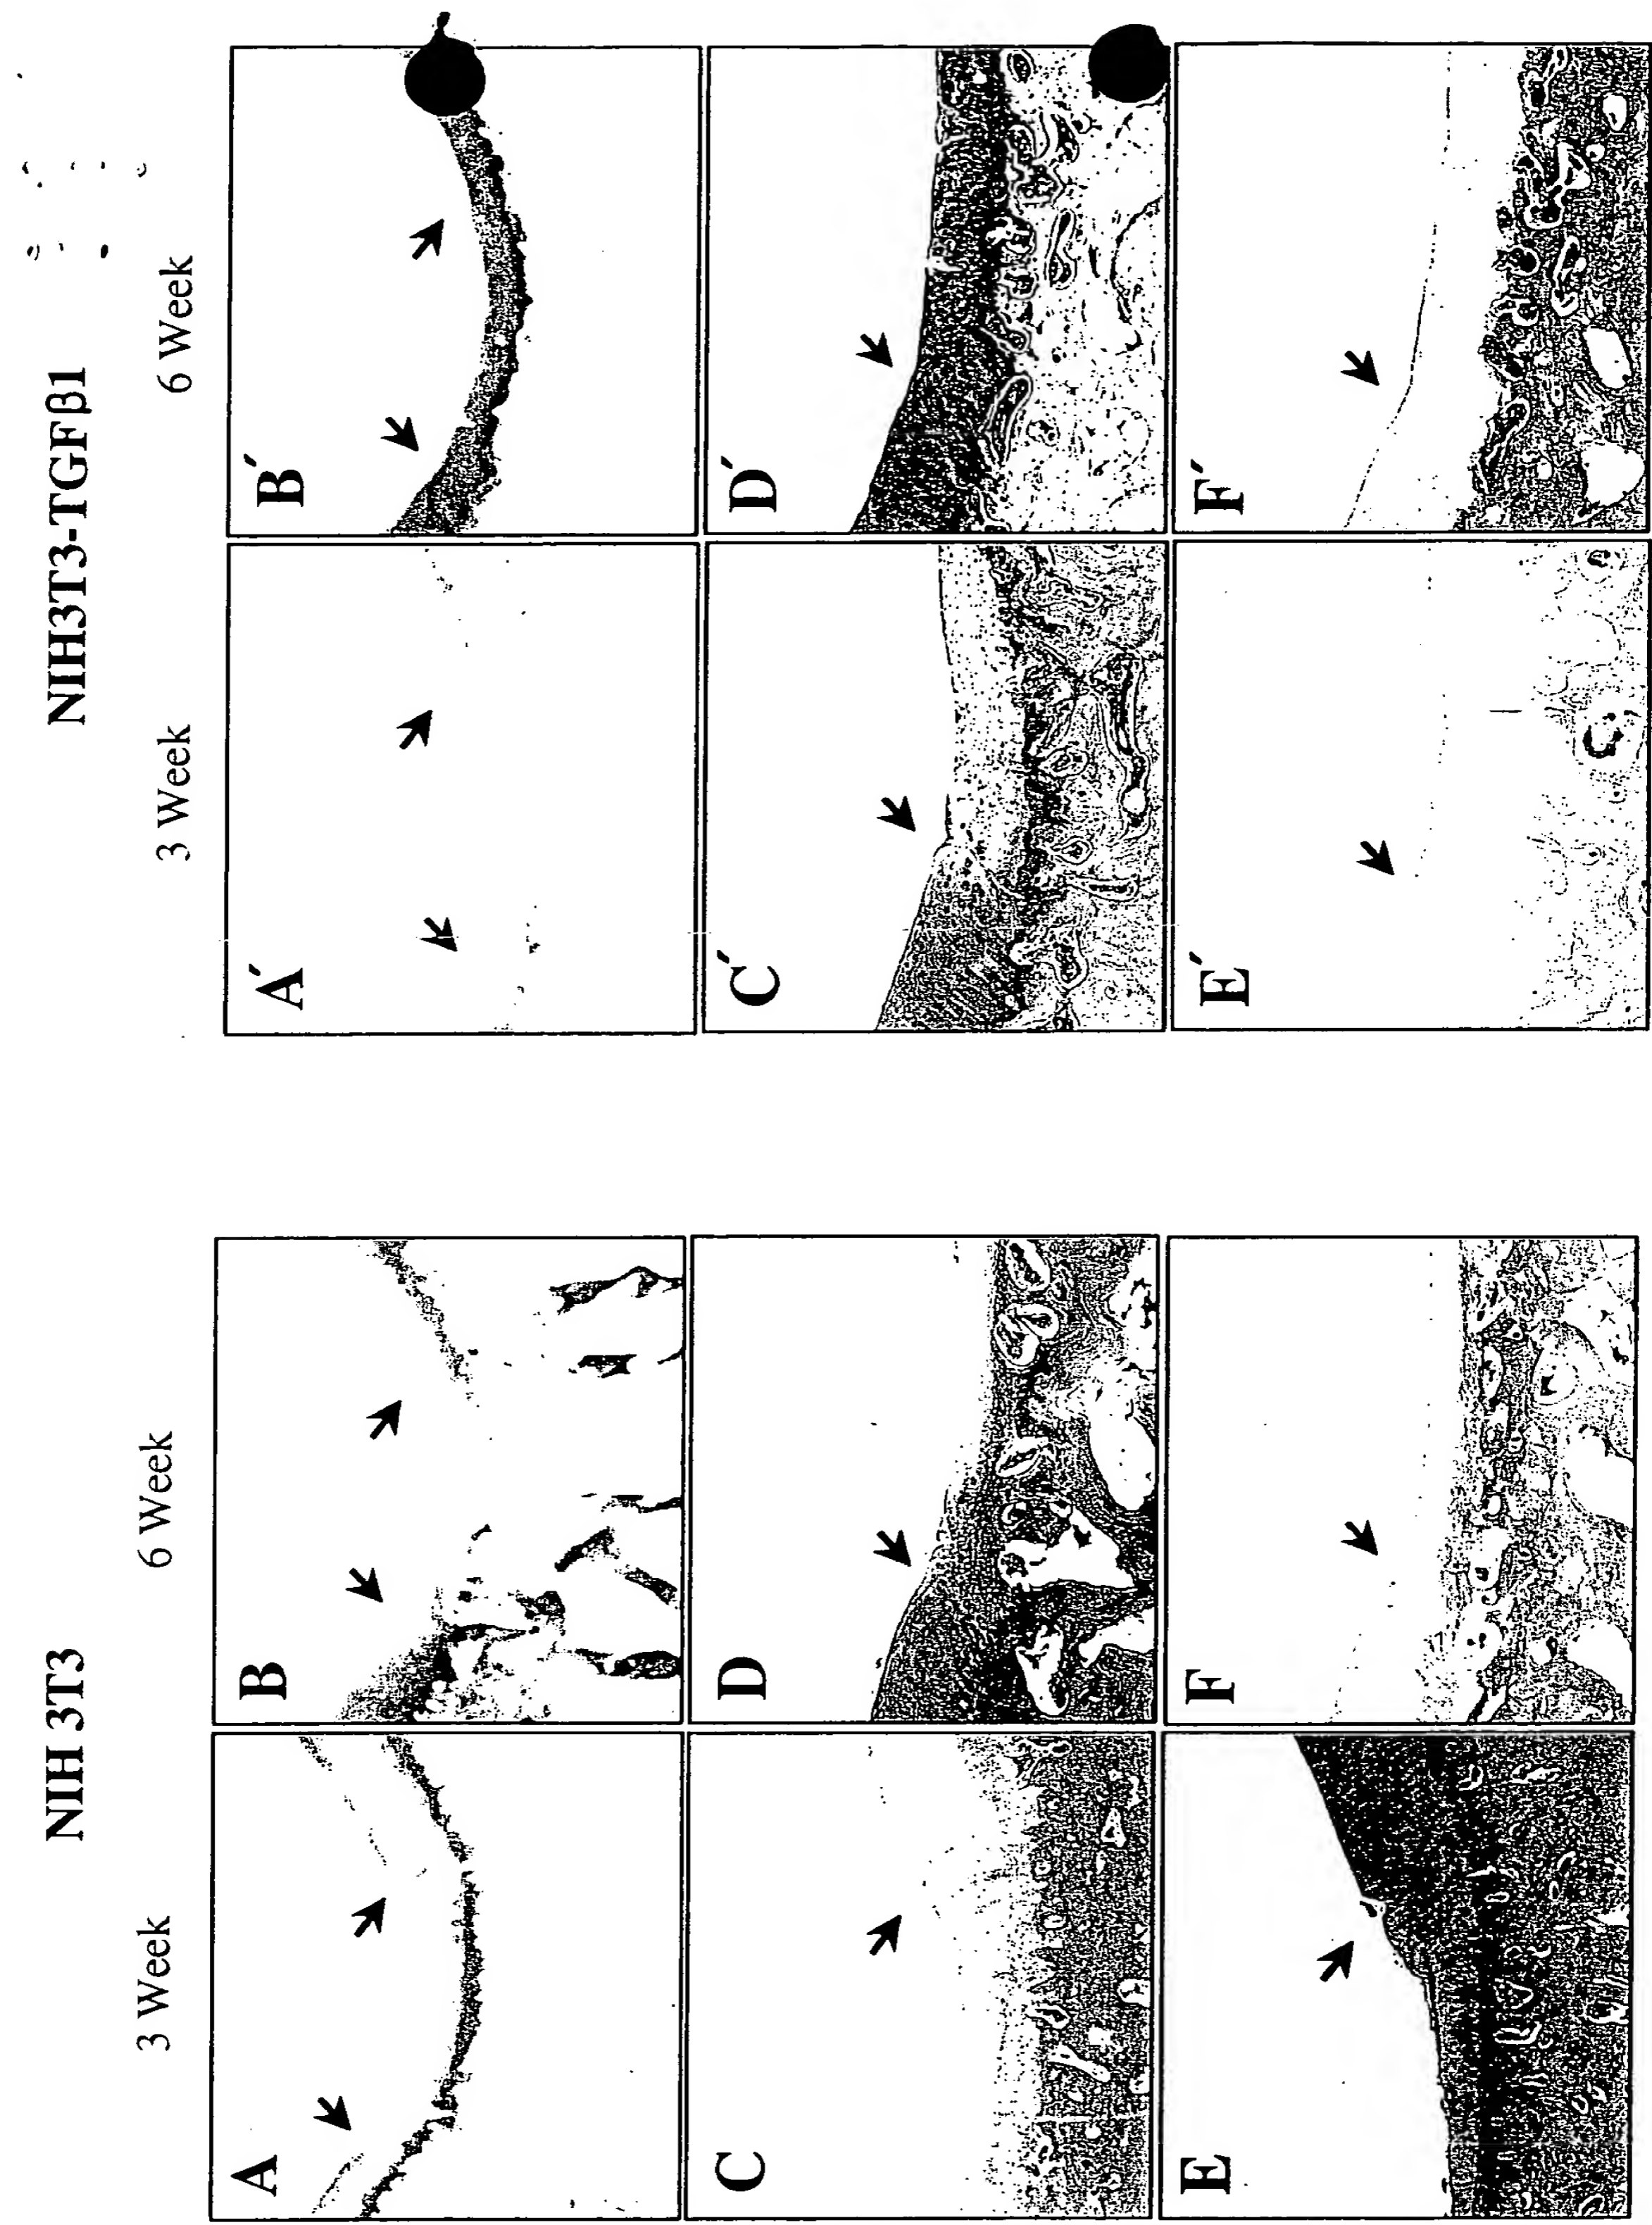 NIH 3T3
NIH3T3-TGFβ1
3 Week
6 Week
3 Week
6 Week
A
B
A´
B´
C
D
C´
D´
E
F
E´
F´